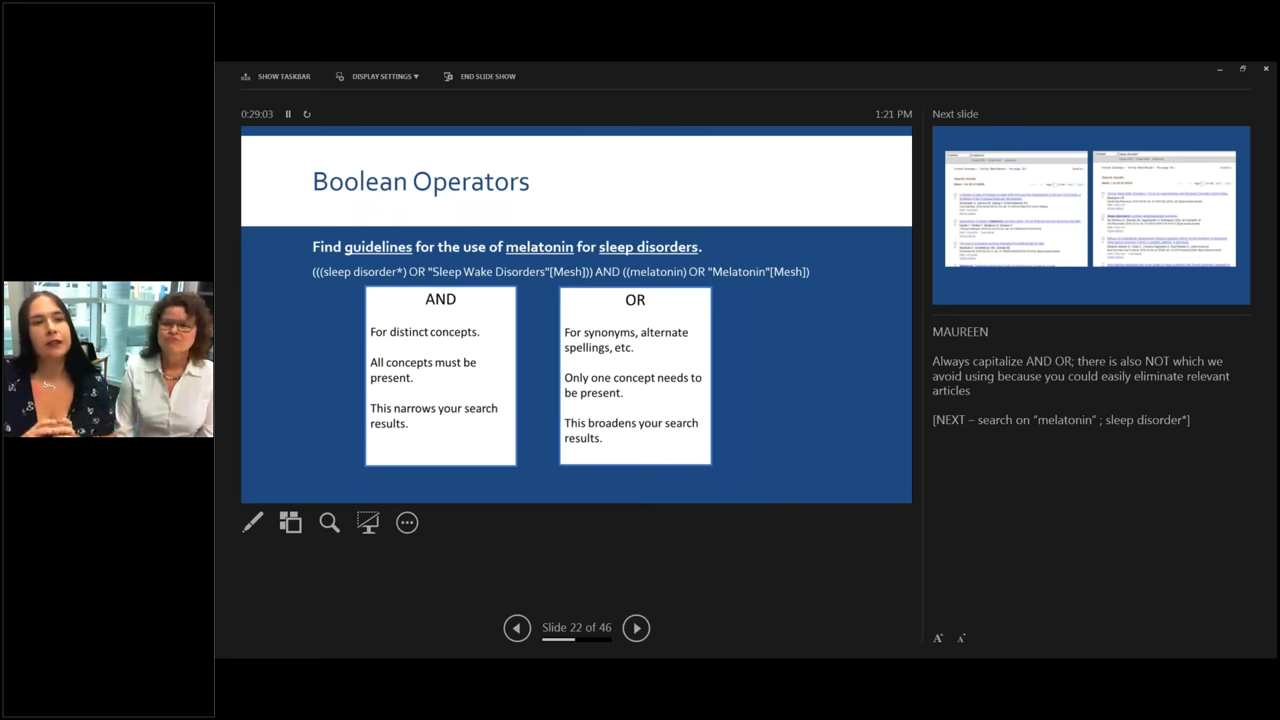 SHOW TASKBAR
DISPLAY SETTINGS ▼
END SLIDE SHOW
0:29:03
1:21 PM
Boolean Operators
Find guidelines for the use of melatonin for sleep disorders.
(((sleep disorder*) OR "Sleep Wake Disorders"[Mesh])) AND ((melatonin) OR "Melatonin"[Mesh])
AND
For distinct concepts.
All concepts must be
present.
This narrows your search
results.
OR
For synonyms, alternate
spellings, etc.
Only one concept needs to
be present.
This broadens your search
results.
Slide 22 of 46
Next slide
Search results
Search results
MAUREEN
Always capitalize AND OR; there is also NOT which we
avoid using because you could easily eliminate relevant
articles
[NEXT – search on "melatonin" ; sleep disorder*]
A
A